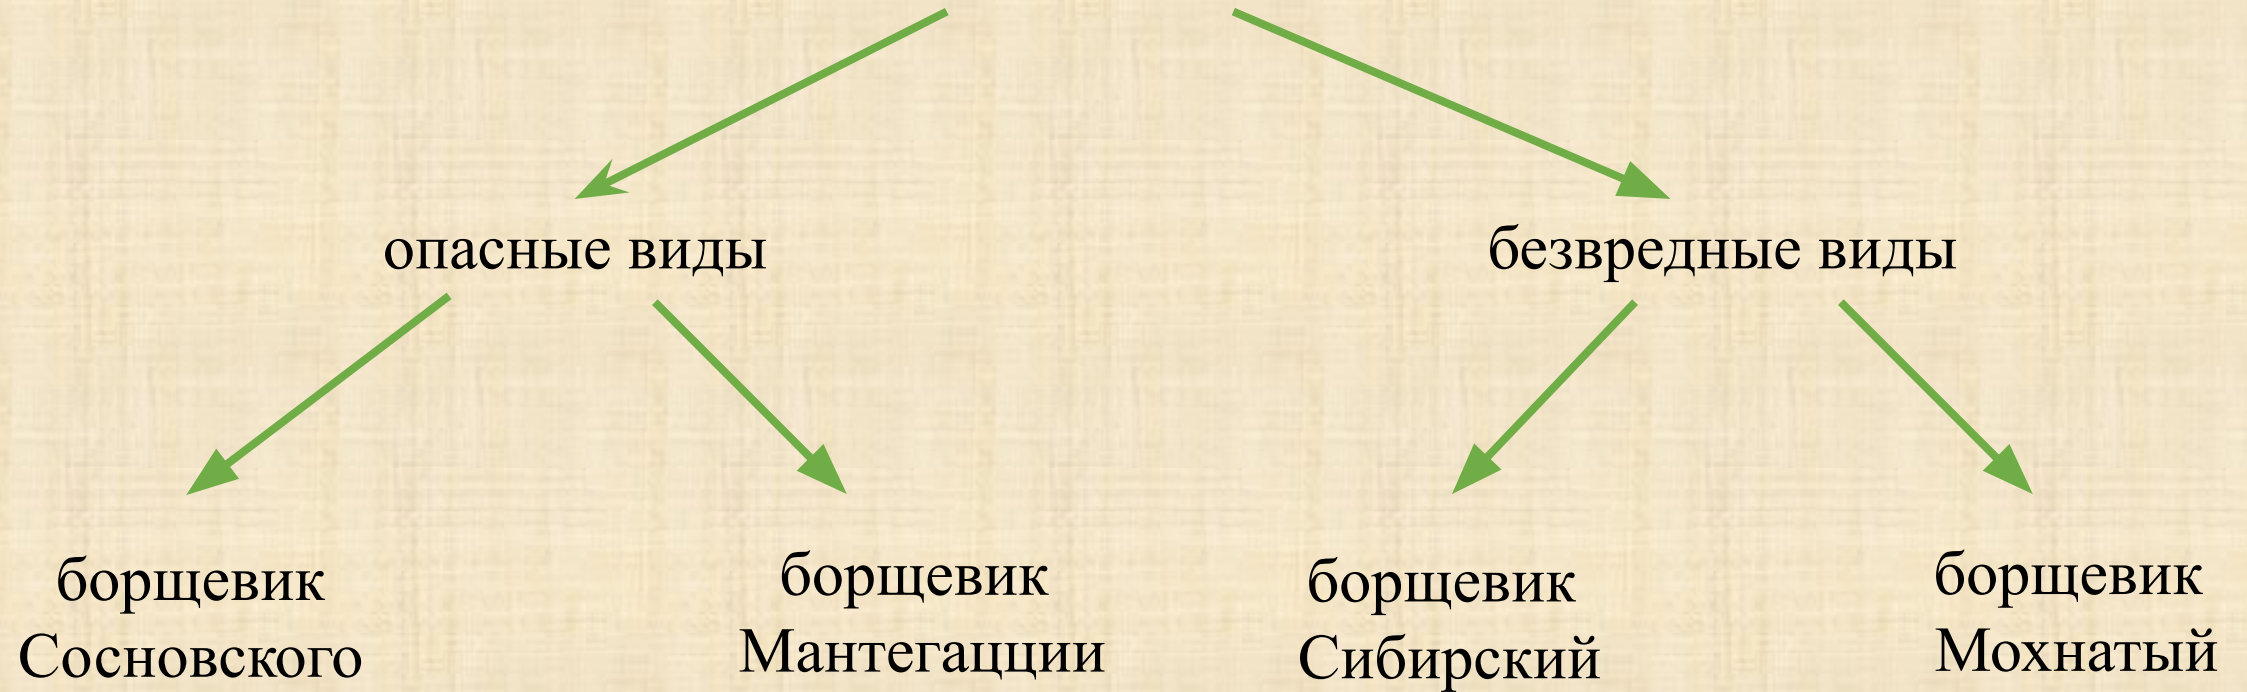 опасные виды
безвредные виды
борщевик
Сосновского
борщевик
Мантегацции
борщевик
Сибирский
борщевик
Мохнатый